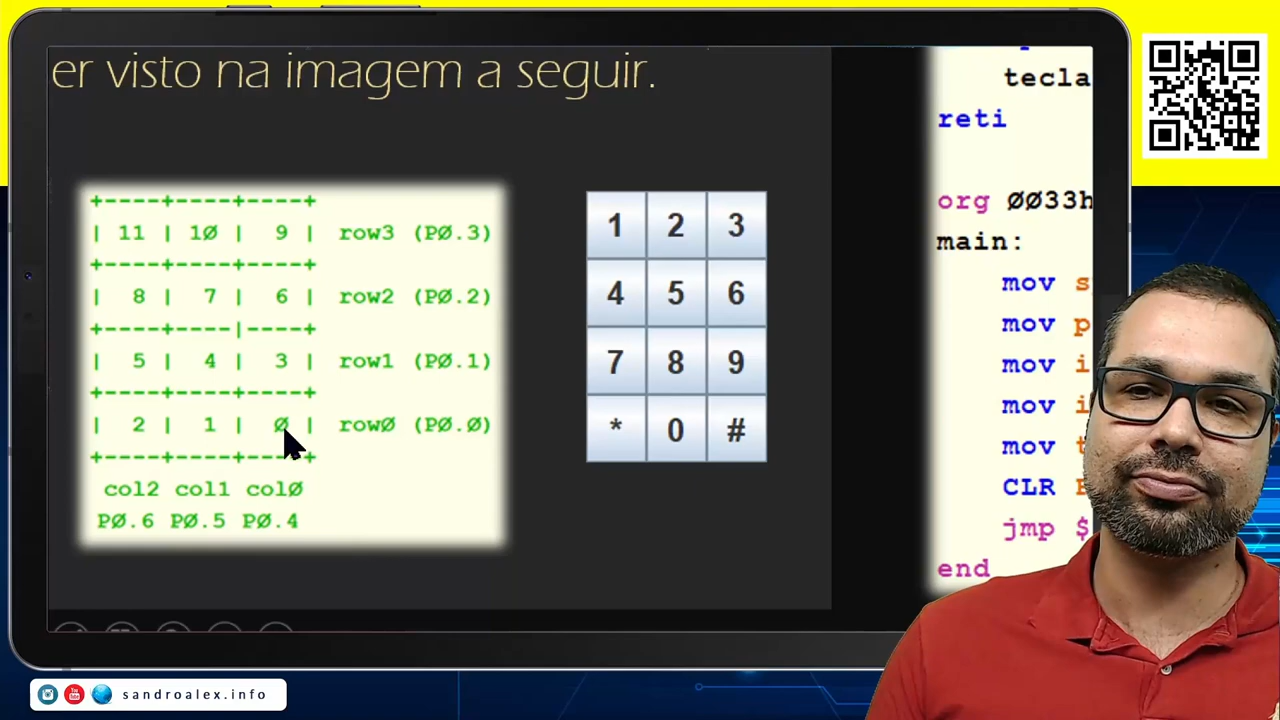 er visto na imagem a seguir.
+----+----+----+
| 11 | 1Ø | 9 | row3 (PØ.3)
+----+----+----+
| 8 | 7 | 6 | row2 (PØ.2)
+----+----|----+
| 5 | 4 | 3 | row1 (PØ.1)
+----+----+----+
| 2 | 1 | Ø | rowØ (PØ.Ø)
+----+----+----+
col2 col1 colØ
PØ.6 PØ.5 PØ.4
1 2 3
4 5 6
7 8 9
* 0 #
tecla
reti
org ØØ33h
main:
mov s
mov p
mov i
mov i
mov t
CLR
jmp $
end
sandroalex.info